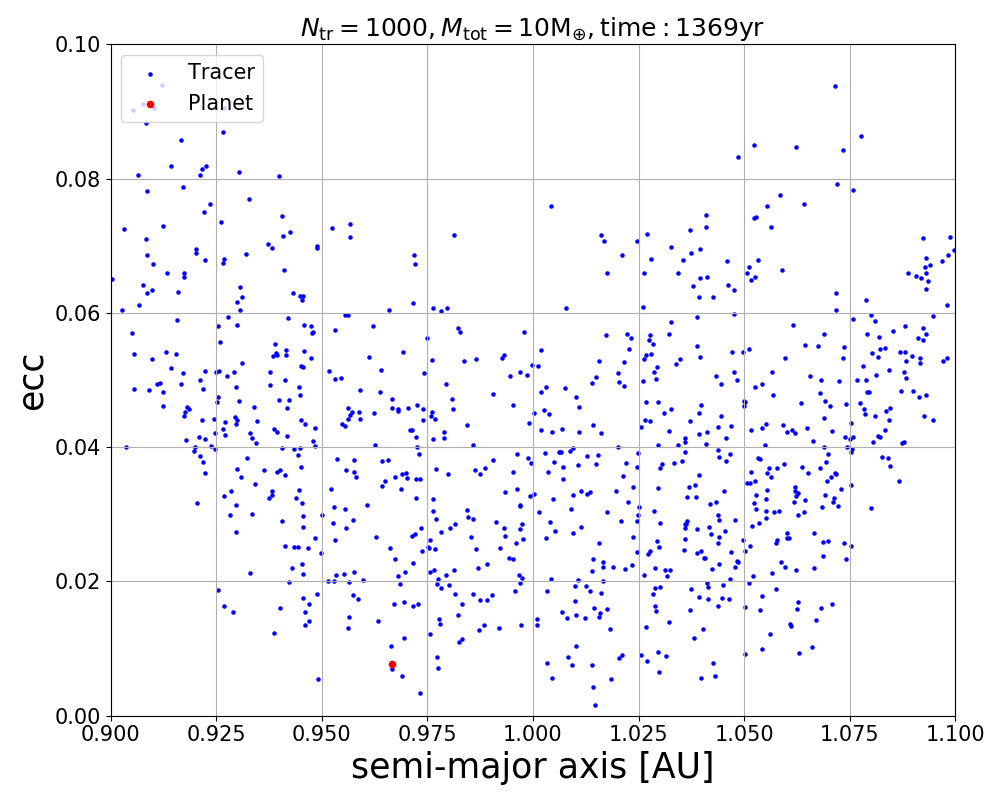 N_tr = 1000, M_tot = 10M_⊕, time : 1369yr
0.10
Tracer
Planet
0.08
0.06
ecc
0.04
0.02
0.00
0.900 0.925 0.950 0.975 1.000 1.025 1.050 1.075 1.100
semi-major axis [AU]